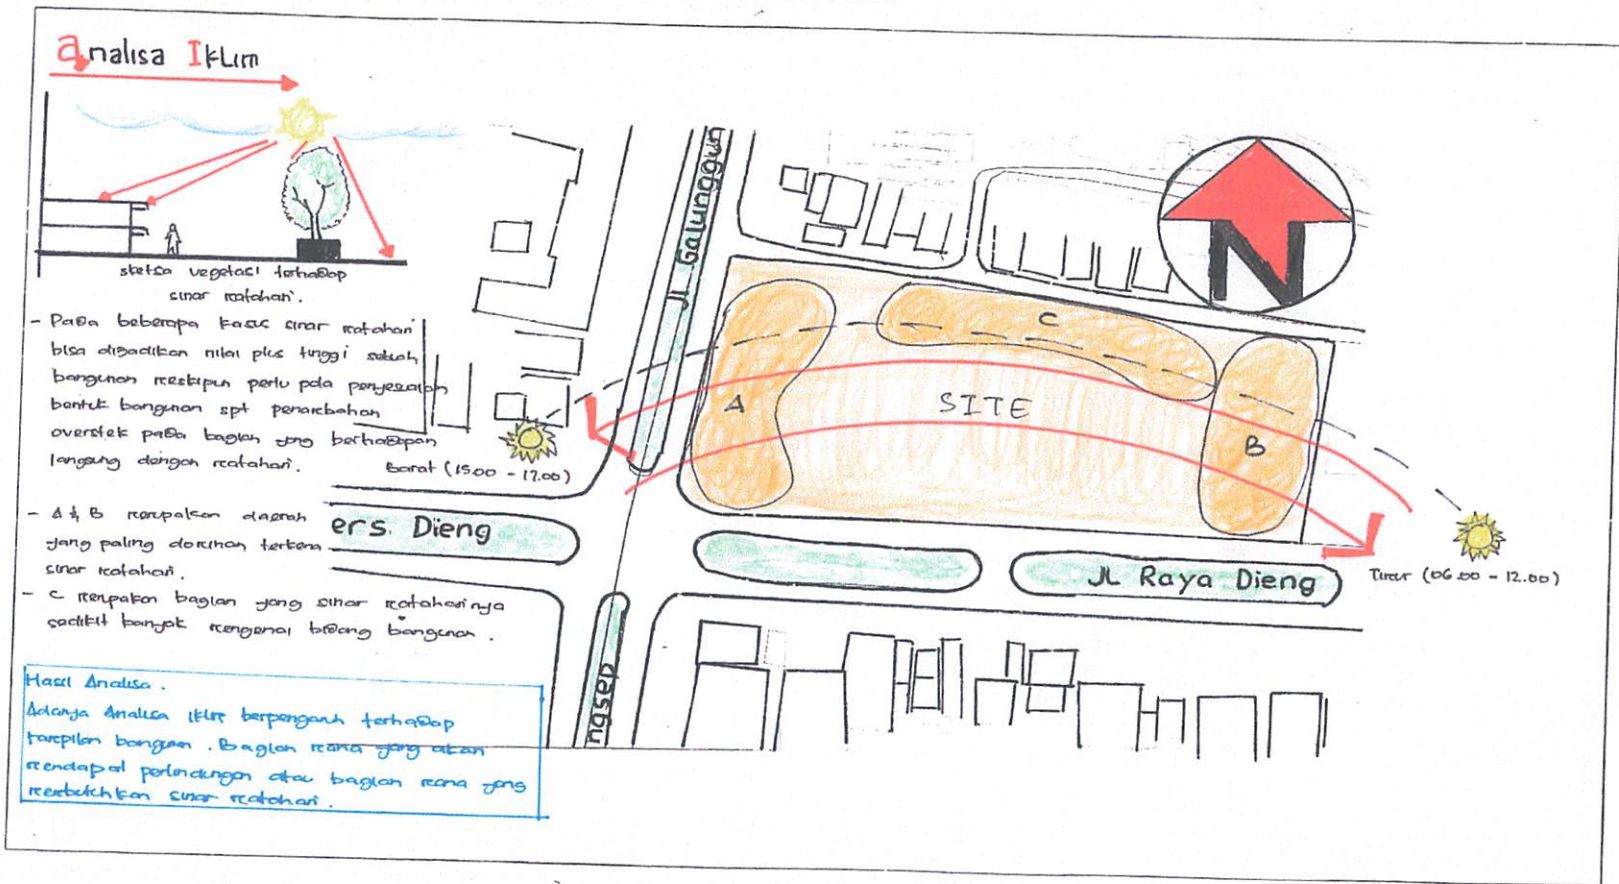 analisa Iklim
sketsa vegetasi terhadap
sinar matahari.
- Pada beberapa kasus sinar matahari
bisa dijadikan nilai plus tinggi sebuah
bangunan meskipun perlu pola penyesuaian
bentuk bangunan spt penambahan
overstek pada bagian yang berhadapan
langsung dengan matahari.
- A & B merupakan daerah
yang paling dominan terkena
sinar matahari.
- C merupakan bagian yang sinar mataharinya
sedikit banyak mengenai bidang bangunan.
Hasil Analisa.
Adanya Analisa iklim berpengaruh terhadap
tampilan bangunan. Bagian mana yang akan
mendapat perlindungan atau bagian mana yang
membutuhkan sinar matahari.
Jl Galunggun
N
A
C
SITE
B
Barat (15.00 - 17.00)
Timur (06.00 - 12.00)
ers. Dieng
JL Raya Dieng
ngsep